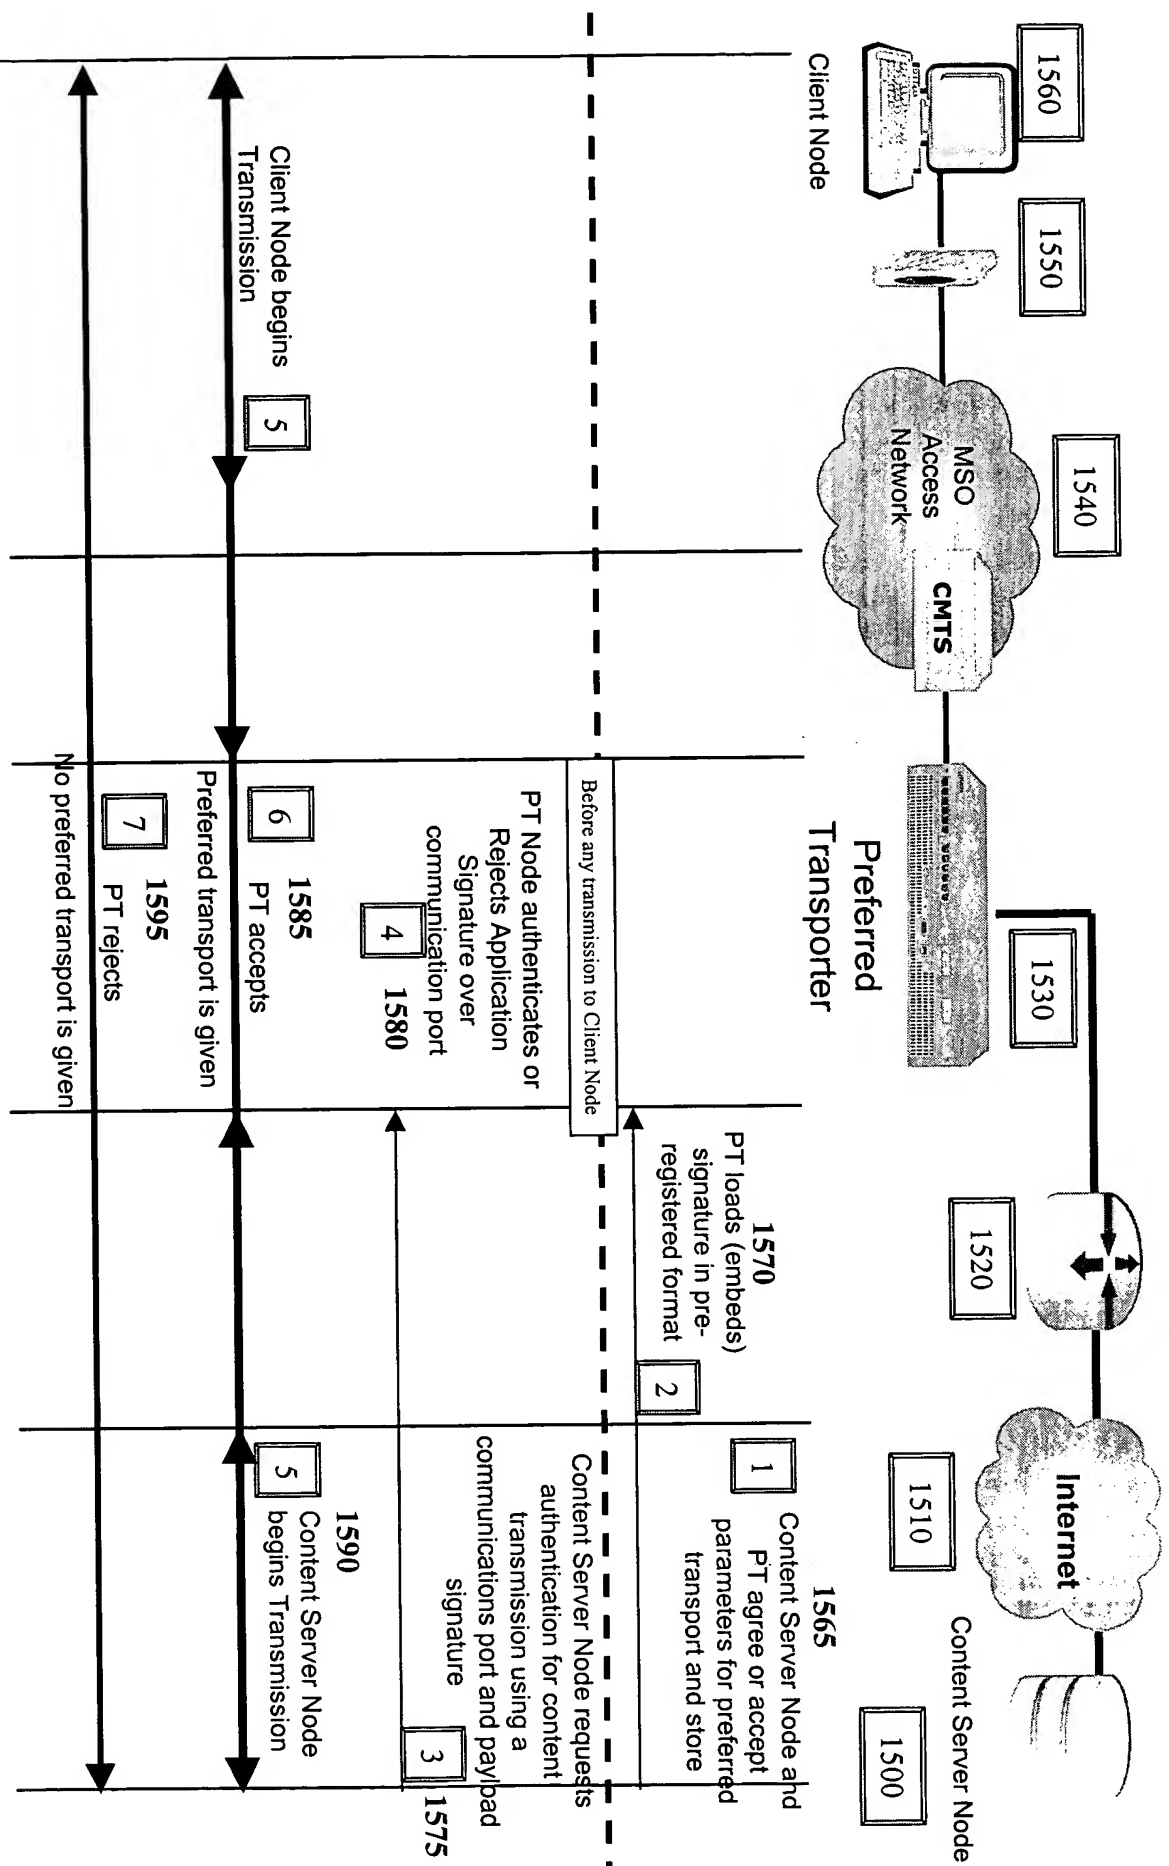 1560
1550
1540
1530
1520
1510
1500
Client Node
MSO
Access
Network
CMTS
Preferred
Transporter
Internet
Content Server Node
1565
1
Content Server Node and
PT agree or accept
parameters for preferred
transport and store
1570
PT loads (embeds)
signature in pre-
registered format
2
Before any transmission to Client Node
Content Server Node requests
authentication for content
transmission using a
communications port and payload
signature
3
1575
PT Node authenticates or
Rejects Application
Signature over
communication port
4
1580
Client Node begins
Transmission
5
6
1585
PT accepts
Preferred transport is given
1590
5
Content Server Node
begins Transmission
7
1595
PT rejects
No preferred transport is given